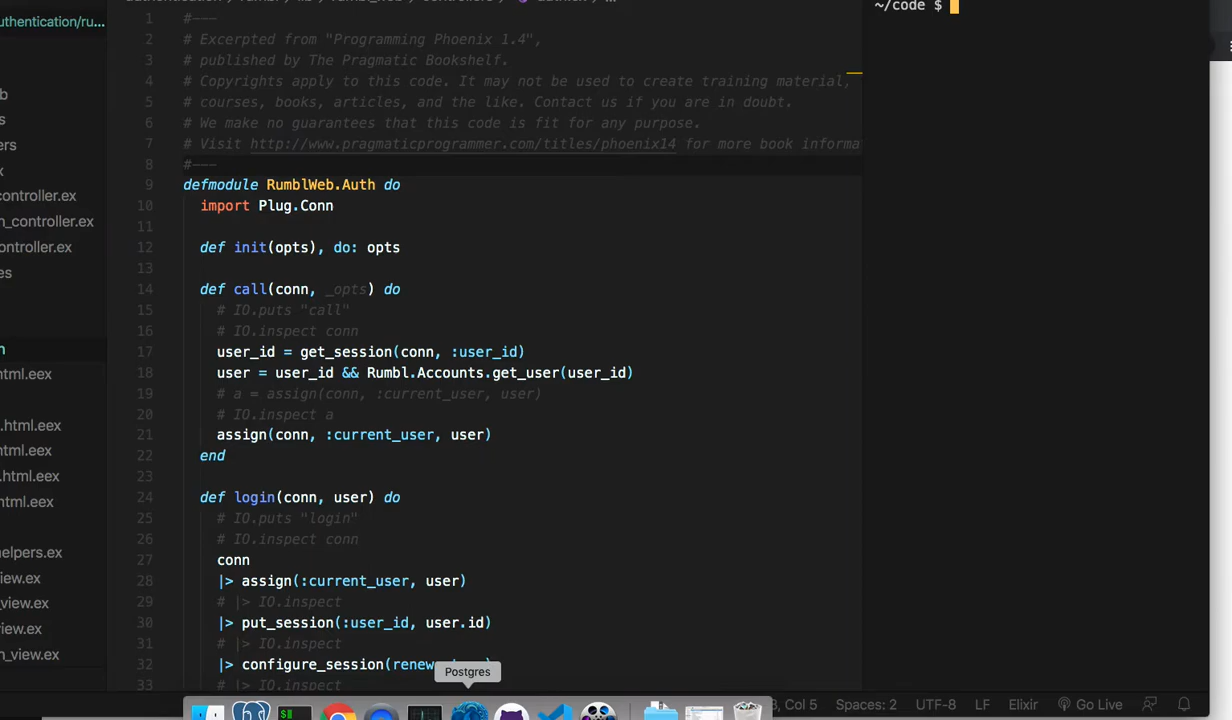 uthentication/ru...
~/code $
1 #---
2 # Excerpted from "Programming Phoenix 1.4",
3 # published by The Pragmatic Bookshelf.
4 # Copyrights apply to this code. It may not be used to create training material,
5 # courses, books, articles, and the like. Contact us if you are in doubt.
6 # We make no guarantees that this code is fit for any purpose.
7 # Visit http://www.pragmaticprogrammer.com/titles/phoenix14 for more book informa
8 #---
9 defmodule RumblWeb.Auth do
10 import Plug.Conn
11
12 def init(opts), do: opts
13
14 def call(conn, _opts) do
15 # IO.puts "call"
16 # IO.inspect conn
17 user_id = get_session(conn, :user_id)
18 user = user_id && Rumbl.Accounts.get_user(user_id)
19 # a = assign(conn, :current_user, user)
20 # IO.inspect a
21 assign(conn, :current_user, user)
22 end
23
24 def login(conn, user) do
25 # IO.puts "login"
26 # IO.inspect conn
27 conn
28 |> assign(:current_user, user)
29 # |> IO.inspect
30 |> put_session(:user_id, user.id)
31 # |> IO.inspect
32 |> configure_session(renew
33 # |> IO.inspect
b
s
ers
x
controller.ex
n_controller.ex
ontroller.ex
es
n
tml.eex
.html.eex
tml.eex
.html.eex
tml.eex
elpers.ex
iew.ex
_view.ex
iew.ex
n_view.ex
Postgres
3, Col 5
Spaces: 2
UTF-8
LF
Elixir
Go Live